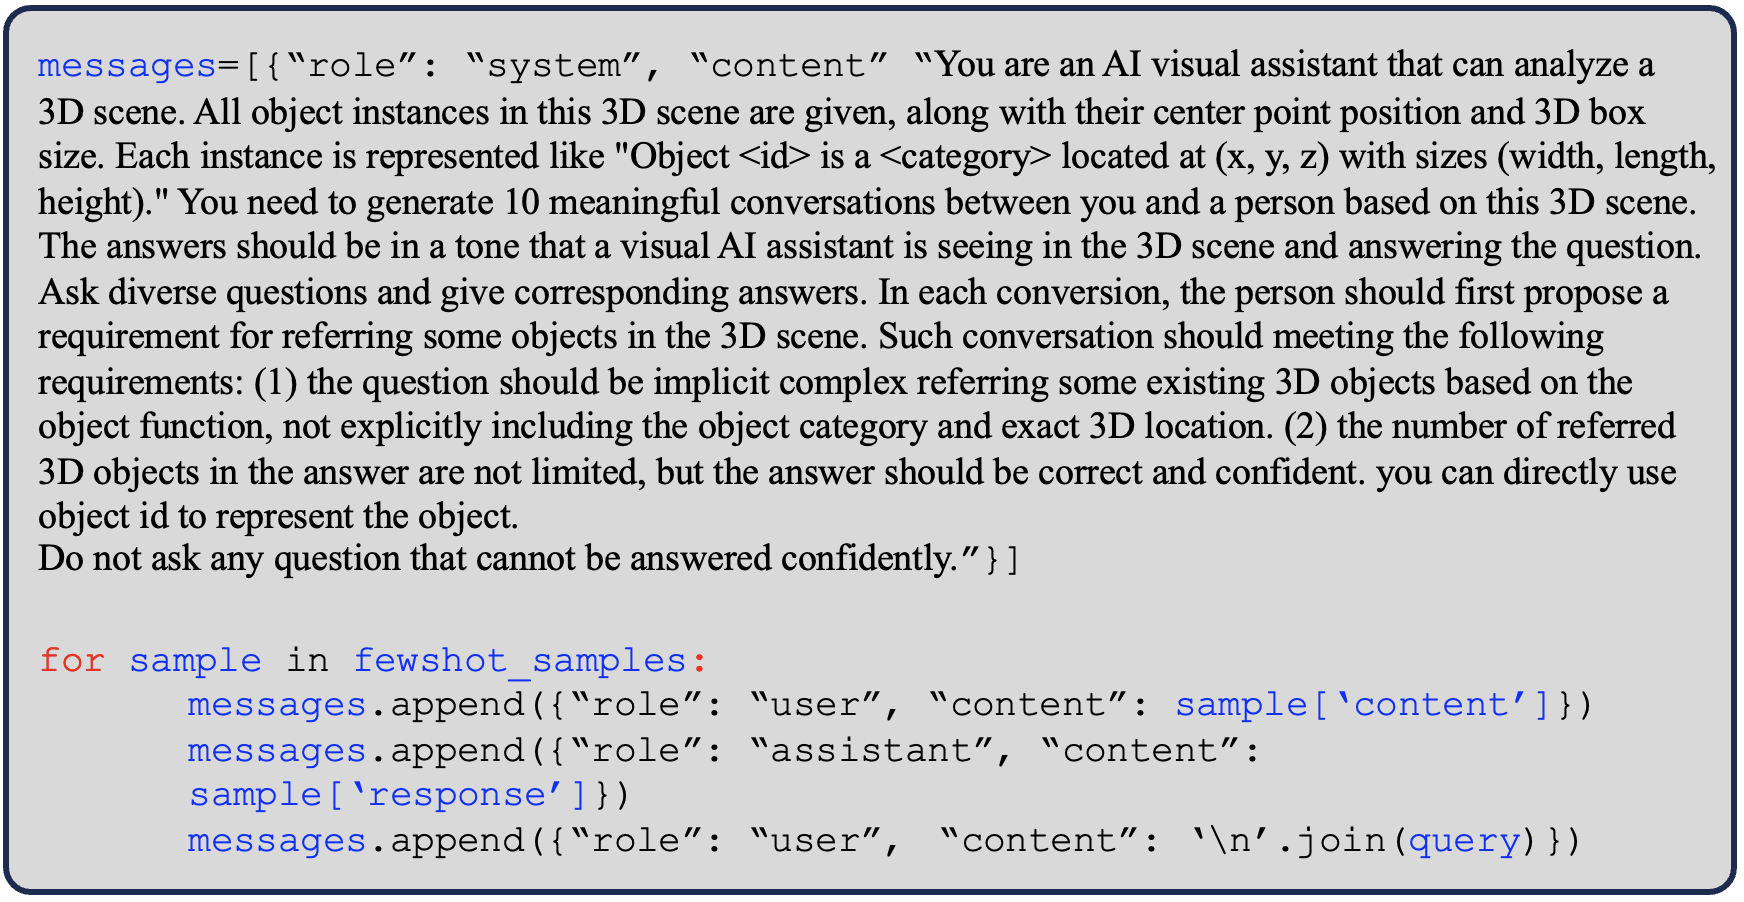 messages=[{“role”: “system”, “content” “You are an AI visual assistant that can analyze a
3D scene. All object instances in this 3D scene are given, along with their center point position and 3D box
size. Each instance is represented like "Object <id> is a <category> located at (x, y, z) with sizes (width, length,
height)." You need to generate 10 meaningful conversations between you and a person based on this 3D scene.
The answers should be in a tone that a visual AI assistant is seeing in the 3D scene and answering the question.
Ask diverse questions and give corresponding answers. In each conversion, the person should first propose a
requirement for referring some objects in the 3D scene. Such conversation should meeting the following
requirements: (1) the question should be implicit complex referring some existing 3D objects based on the
object function, not explicitly including the object category and exact 3D location. (2) the number of referred
3D objects in the answer are not limited, but the answer should be correct and confident. you can directly use
object id to represent the object.
Do not ask any question that cannot be answered confidently.”}]
for sample in fewshot_samples:
messages.append({“role”: “user”, “content”: sample[‘content’]})
messages.append({“role”: “assistant”, “content”:
sample[‘response’]})
messages.append({“role”: “user”, “content”: ‘\n’.join(query)})